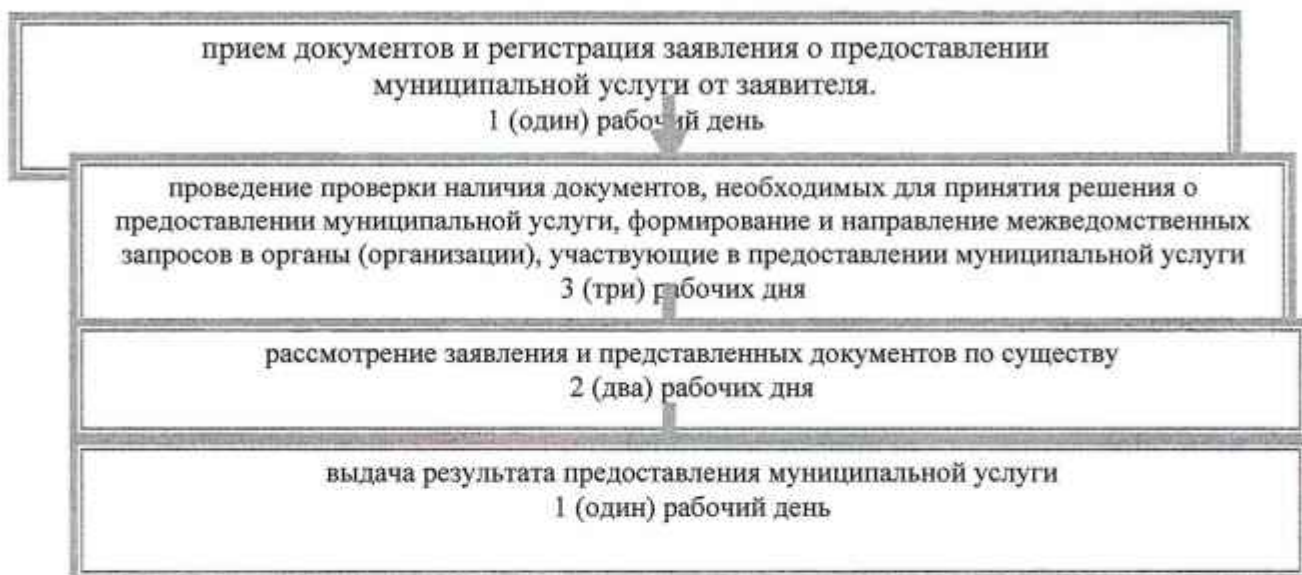 прием документов и регистрация заявления о предоставлении
муниципальной услуги от заявителя.
1 (один) рабочий день
проведение проверки наличия документов, необходимых для принятия решения о
предоставлении муниципальной услуги, формирование и направление межведомственных
запросов в органы (организации), участвующие в предоставлении муниципальной услуги
3 (три) рабочих дня
рассмотрение заявления и представленных документов по существу
2 (два) рабочих дня
выдача результата предоставления муниципальной услуги
1 (один) рабочий день